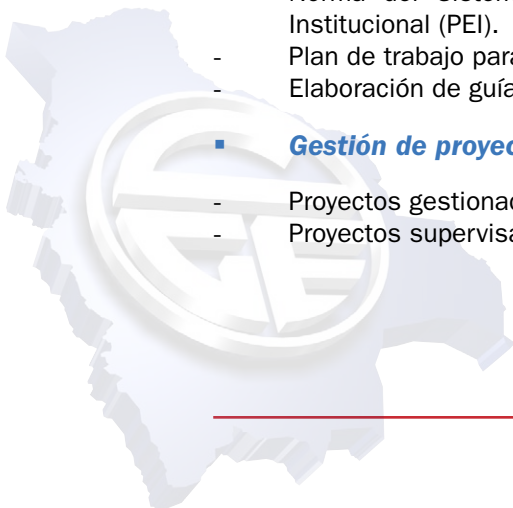 Institucional (PEI).
- Plan de trabajo para
- Elaboración de guía
▪ Gestión de proyec
- Proyectos gestionad
- Proyectos supervisa